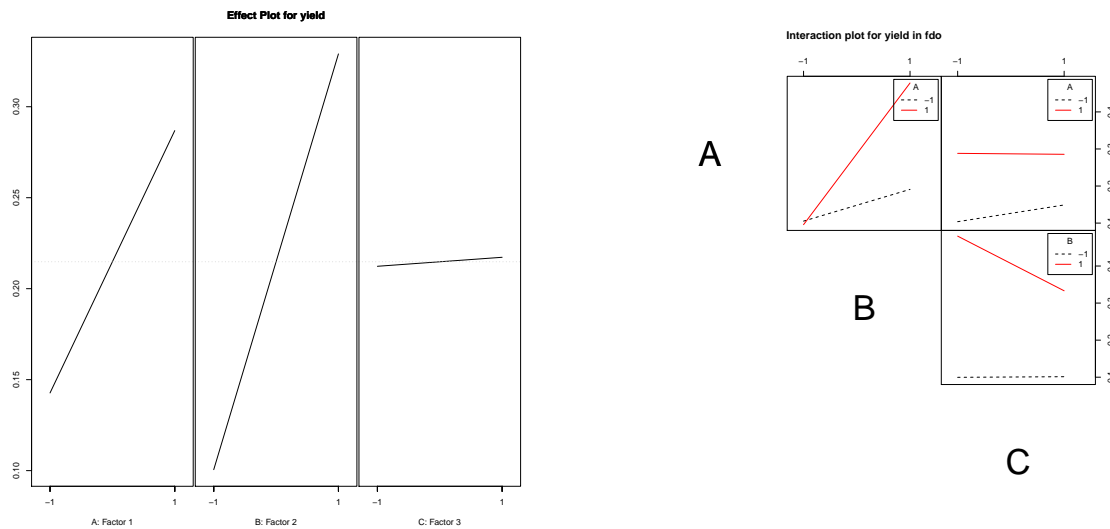 Effect Plot for yield
0.30
0.25
0.20
0.15
0.10
−1 1
−1 1
−1 1
A: Factor 1
B: Factor 2
C: Factor 3
Interaction plot for yield in fdo
−1 1
−1 1
A
A
−1
1
A
−1
1
B
B
−1
1
C